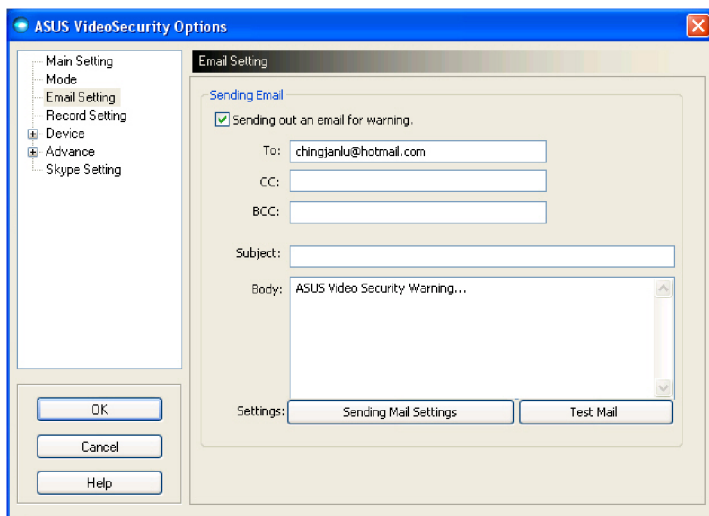 ASUS VideoSecurity Options
Main Setting
Mode
Email Setting
Record Setting
Device
Advance
Skype Setting
OK
Cancel
Help
Email Setting
Sending Email
Sending out an email for warning.
To: chingjanlu@hotmail.com
CC:
BCC:
Subject:
Body: ASUS Video Security Warning...
Settings: Sending Mail Settings Test Mail